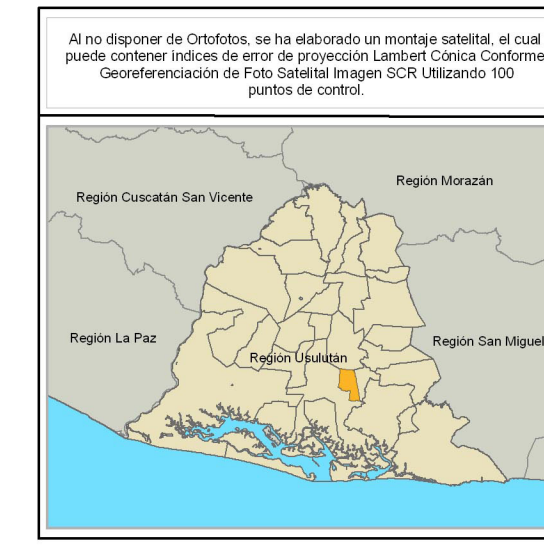 Al no disponer de Ortofotos, se ha elaborado un montaje satelital, el cual
puede contener indices de error de proyección Lambert Cónica Conforme
Georeferenciación de Foto Satelital Imagen SCR Utilizando 100
puntos de control.
Región Morazán
Región Cuscatán San Vicente
Región La Paz
Región San Miguel
Región Usulután